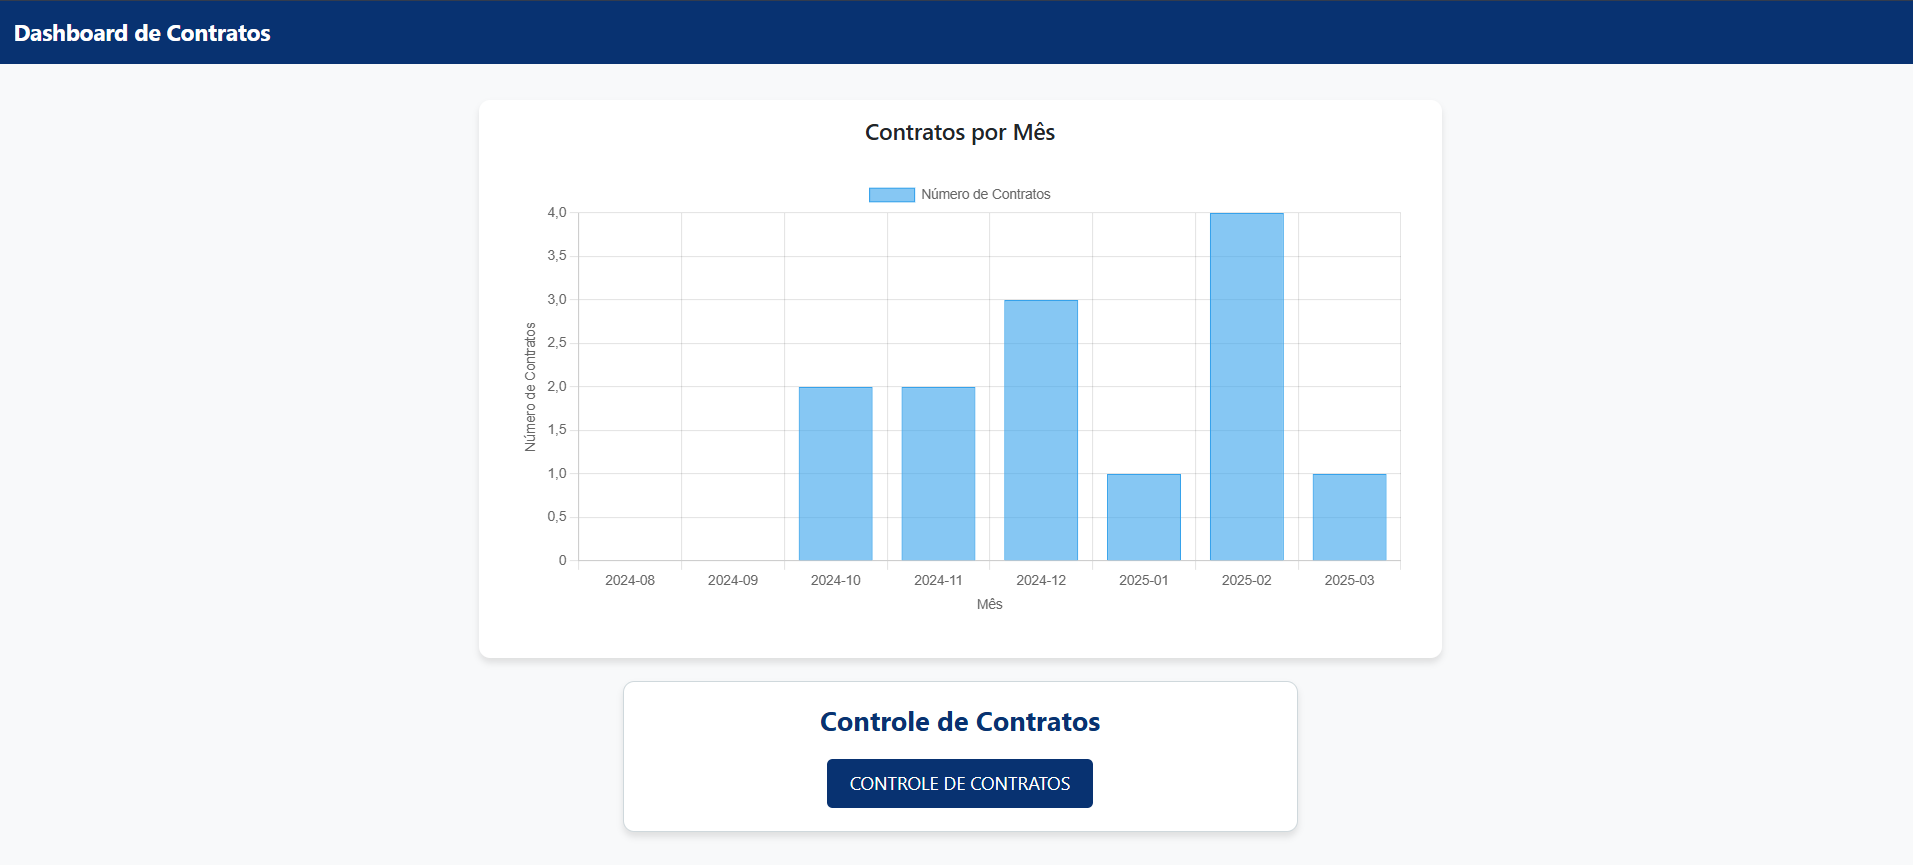 Dashboard de Contratos
Contratos por Mês
Número de Contratos
4,0
3,5
3,0
2,5
2,0
1,5
1,0
0,5
0
Número de Contratos
2024-08 2024-09 2024-10 2024-11 2024-12 2025-01 2025-02 2025-03
Mês
Controle de Contratos
CONTROLE DE CONTRATOS